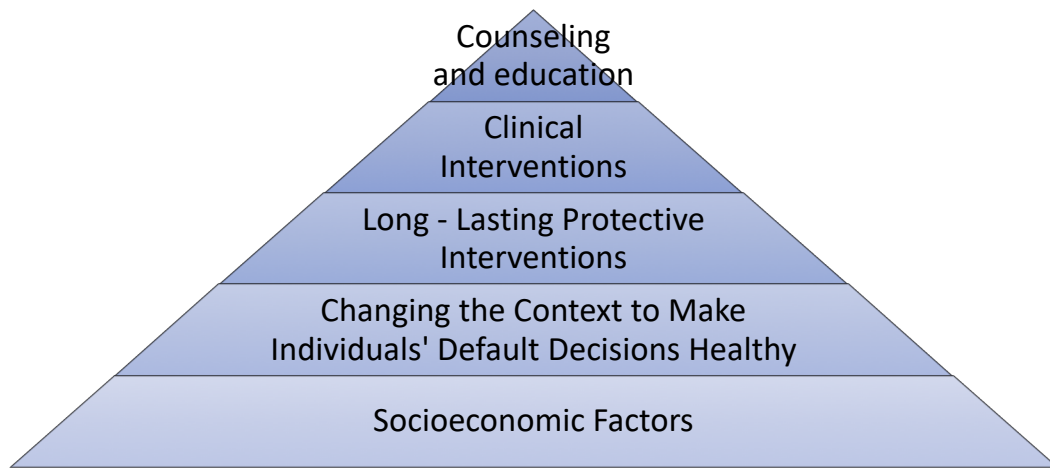 Counseling
and education
Clinical
Interventions
Long - Lasting Protective
Interventions
Changing the Context to Make
Individuals' Default Decisions Healthy
Socioeconomic Factors